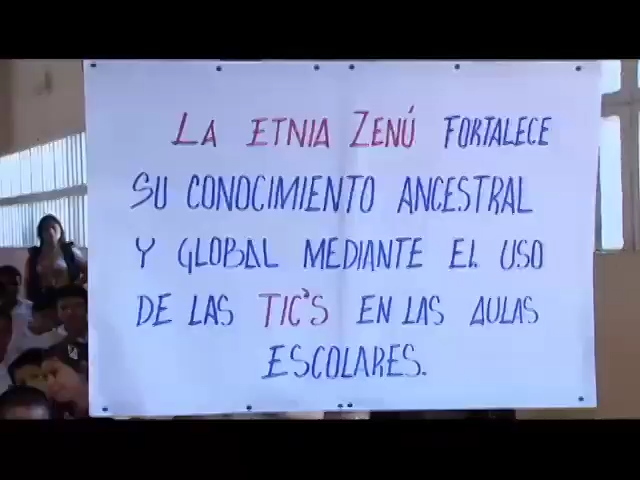 LA ETNIA ZENÚ FORTALECE
SU CONOCIMIENTO ANCESTRAL
Y GLOBAL MEDIANTE EL USO
DE LAS TIC'S EN LAS AULAS
ESCOLARES.